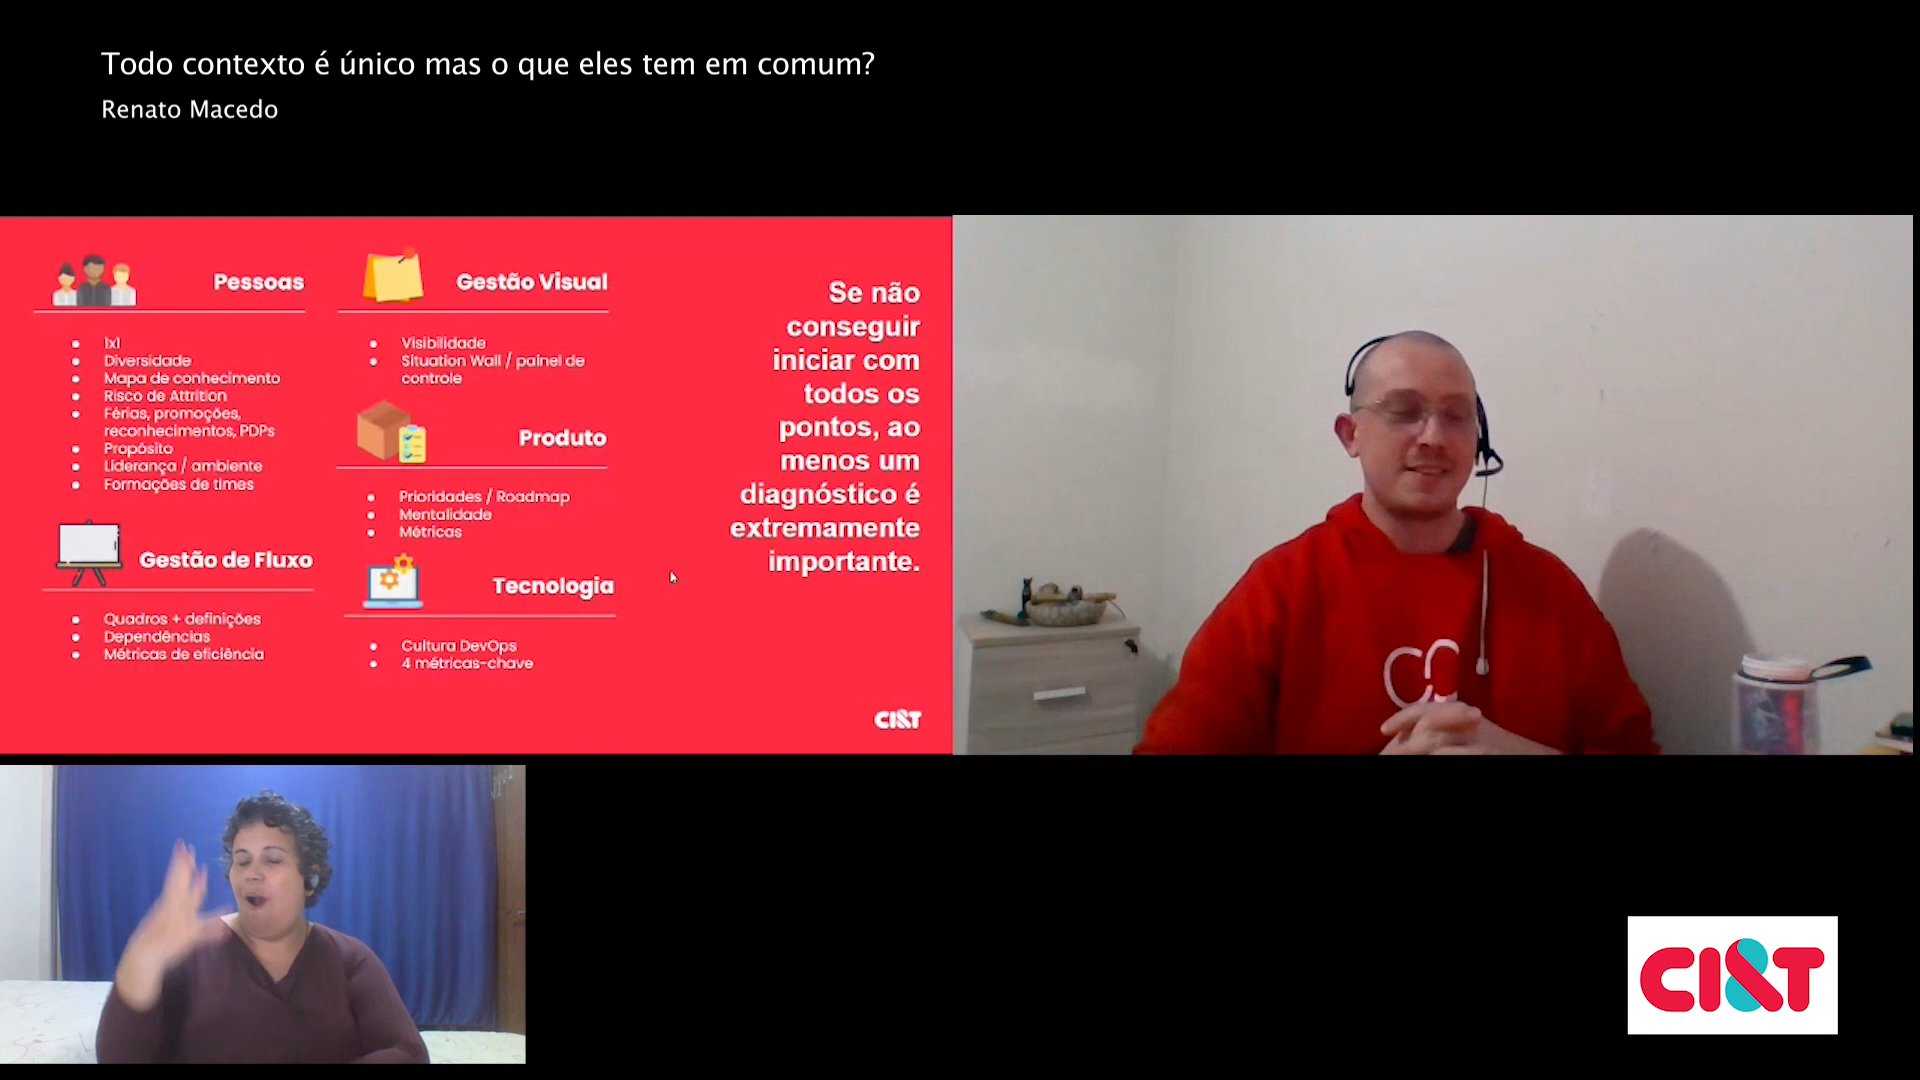 Todo contexto é único mas o que eles tem em comum?
Renato Macedo
Pessoas
1x1
Diversidade
Mapa de conhecimento
Risco de Attrition
Férias, promoções,
reconhecimentos, PDPs
Propósito
Liderança / ambiente
Formações de times
Gestão de Fluxo
Quadros + definições
Dependências
Métricas de eficiência
Gestão Visual
Visibilidade
Situation Wall / painel de
controle
Produto
Prioridades / Roadmap
Mentalidade
Métricas
Tecnologia
Cultura DevOps
4 métricas-chave
Se não
conseguir
iniciar com
todos os
pontos, ao
menos um
diagnóstico é
extremamente
importante.
CI&T
CI&T